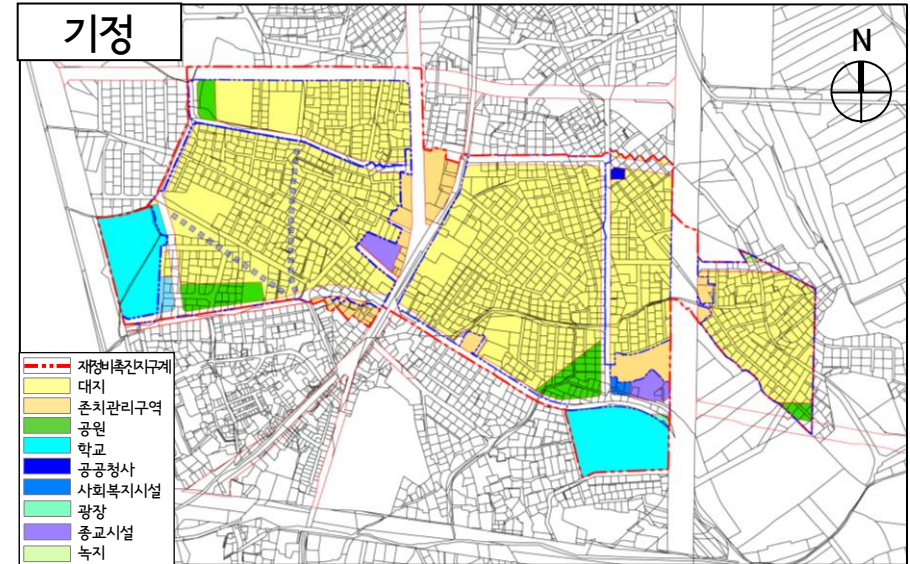 기정
N
재정비촉진지구계
대지
존치관리구역
공원
학교
공공청사
사회복지시설
광장
종교시설
녹지